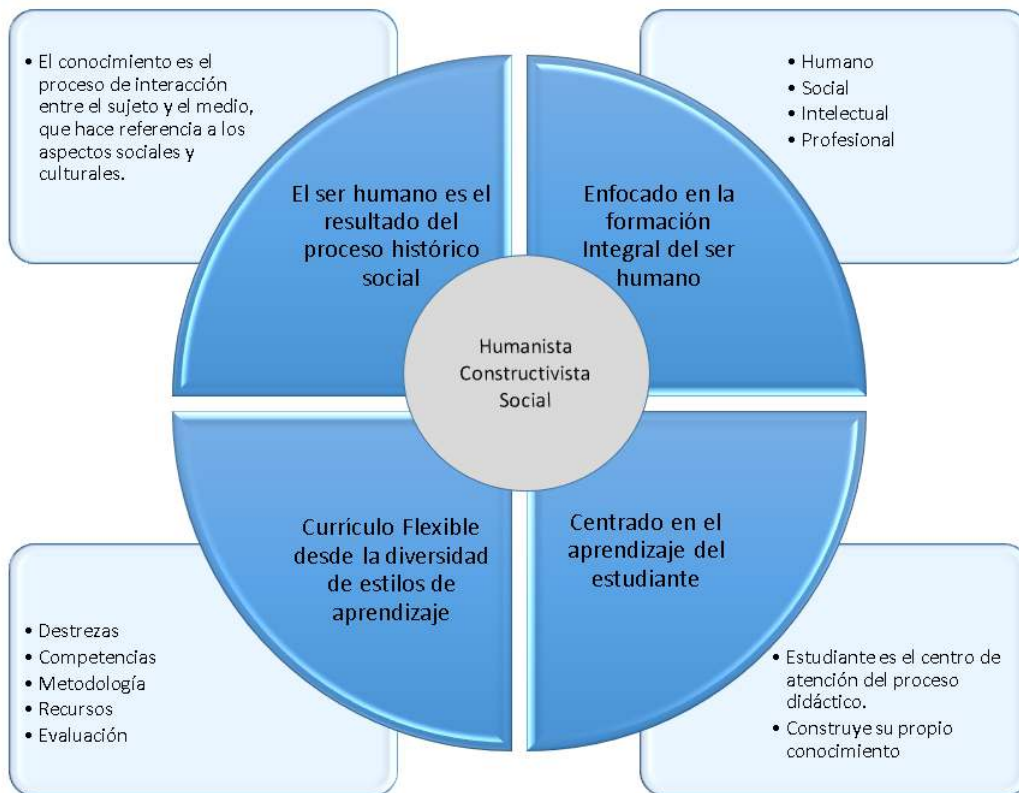 • El conocimiento es el
proceso de interacción
entre el sujeto y el medio,
que hace referencia a los
aspectos sociales y
culturales.
• Humano
• Social
• Intelectual
• Profesional
El ser humano es el
resultado del
proceso histórico
social
Enfocado en la
formación
Integral del ser
humano
Humanista
Constructivista
Social
Currículo Flexible
desde la diversidad
de estilos de
aprendizaje
Centrado en el
aprendizaje del
estudiante
• Destrezas
• Competencias
• Metodología
• Recursos
• Evaluación
• Estudiante es el centro de
atención del proceso
didáctico.
• Construye su propio
conocimiento